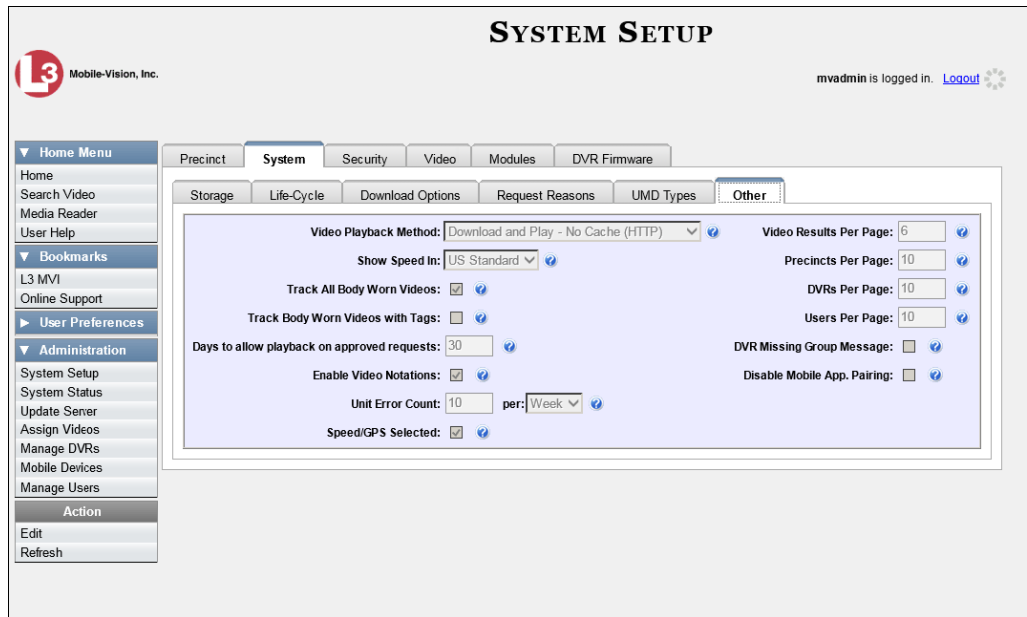 SYSTEM SETUP
L3 Mobile-Vision, Inc.
mvadmin is logged in. Logout
▼ Home Menu
Home
Search Video
Media Reader
User Help
▼ Bookmarks
L3 MVI
Online Support
► User Preferences
▼ Administration
System Setup
System Status
Update Server
Assign Videos
Manage DVRs
Mobile Devices
Manage Users
Action
Edit
Refresh
Precinct System Security Video Modules DVR Firmware
Storage Life-Cycle Download Options Request Reasons UMD Types Other
Video Playback Method: Download and Play - No Cache (HTTP)
Show Speed In: US Standard
Track All Body Worn Videos:
Track Body Worn Videos with Tags:
Days to allow playback on approved requests: 30
Enable Video Notations:
Unit Error Count: 10 per: Week
Speed/GPS Selected:
Video Results Per Page: 6
Precincts Per Page: 10
DVRs Per Page: 10
Users Per Page: 10
DVR Missing Group Message:
Disable Mobile App. Pairing: